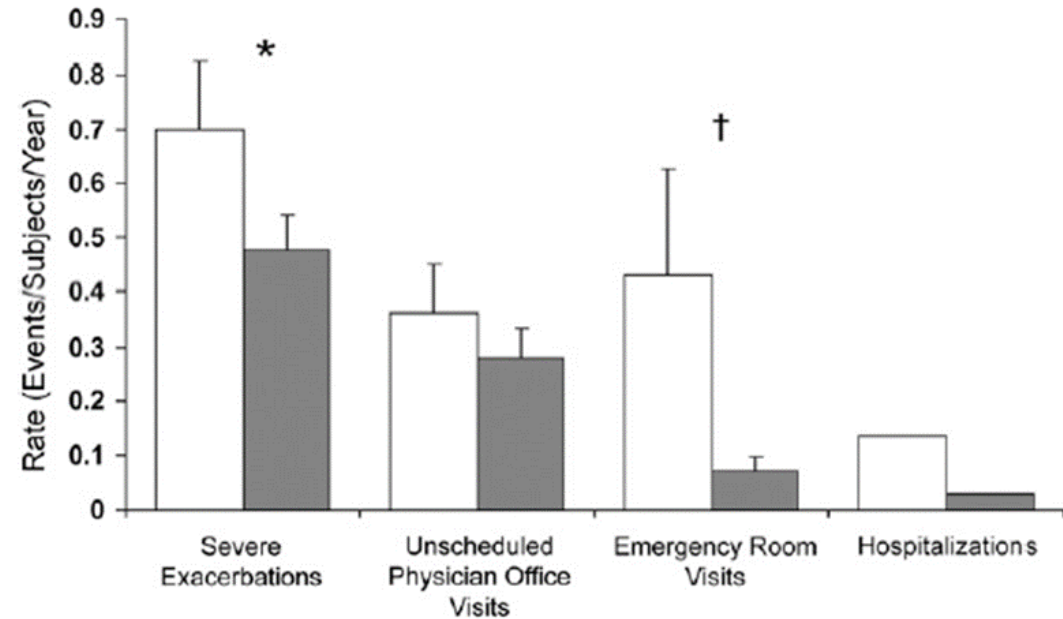 Rate (Events/Subjects/Year)
0.9
0.8
0.7
0.6
0.5
0.4
0.3
0.2
0.1
0
*
†
Severe
Exacerbations
Unscheduled
Physician Office
Visits
Emergency Room
Visits
Hospitalizations